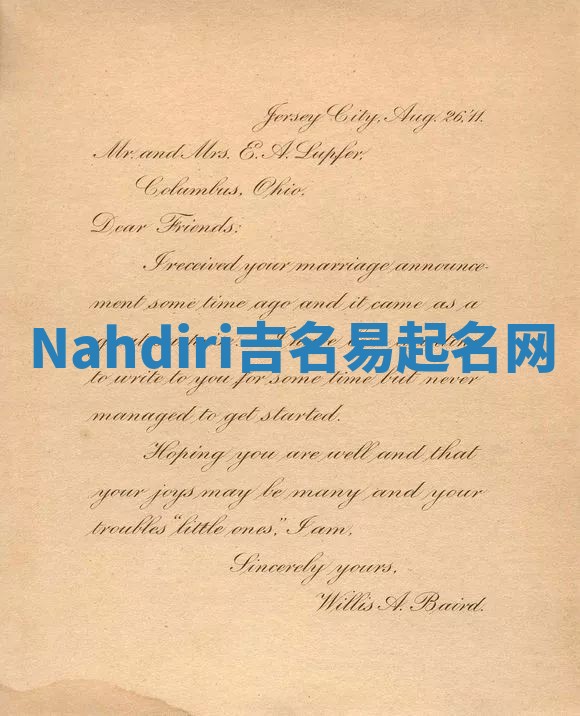 Jersey City, Aug. 26,'11.
Mr. and Mrs. E. A. Lupfer,
Columbus, Ohio.
Dear Friends:
I received your marriage announce-
ment some time ago and it came as a
Nahdiri吉名易起名网
to write to you for some time but never
managed to get started.
Hoping you are well and that
your joys may be many and your
troubles "little ones," I am,
Sincerely yours,
Willis A. Baird.